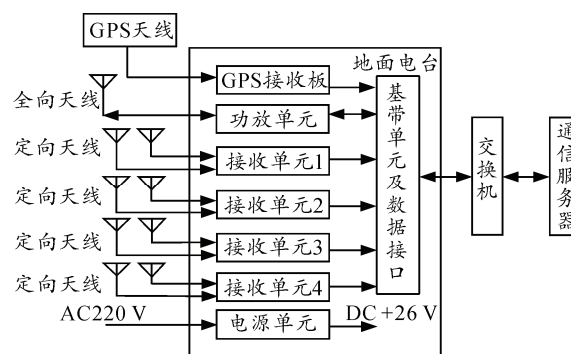 GPS天线
地面电台
GPS接收板
全向天线
功放单元
定向天线
接收单元1
定向天线
接收单元2
定向天线
接收单元3
定向天线
接收单元4
基带单元及数据接口
交换机
通信服务器
AC220 V
电源单元
DC +26 V